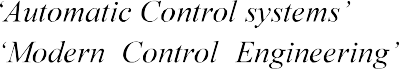 ‘Automatic Control systems’
‘Modern Control Engineering’